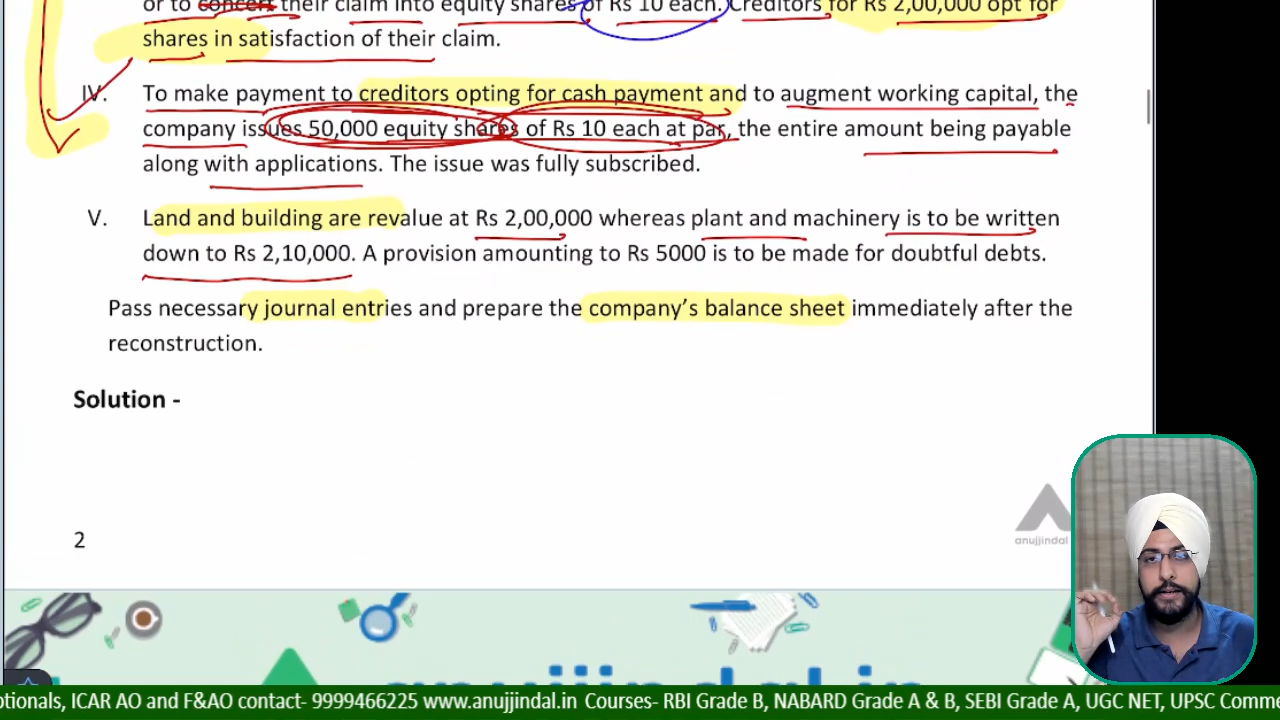 or to concert their claim into equity shares of Rs 10 each. Creditors for Rs 2,00,000 opt for
shares in satisfaction of their claim.
IV. To make payment to creditors opting for cash payment and to augment working capital, the
company issues 50,000 equity shares of Rs 10 each at par, the entire amount being payable
along with applications. The issue was fully subscribed.
V. Land and building are revalue at Rs 2,00,000 whereas plant and machinery is to be written
down to Rs 2,10,000. A provision amounting to Rs 5000 is to be made for doubtful debts.
Pass necessary journal entries and prepare the company’s balance sheet immediately after the
reconstruction.
Solution -
anujjindal
2
anujjindal.in
ptionals, ICAR AO and F&AO contact- 9999466225 www.anujjindal.in Courses- RBI Grade B, NABARD Grade A & B, SEBI Grade A, UGC NET, UPSC Comme